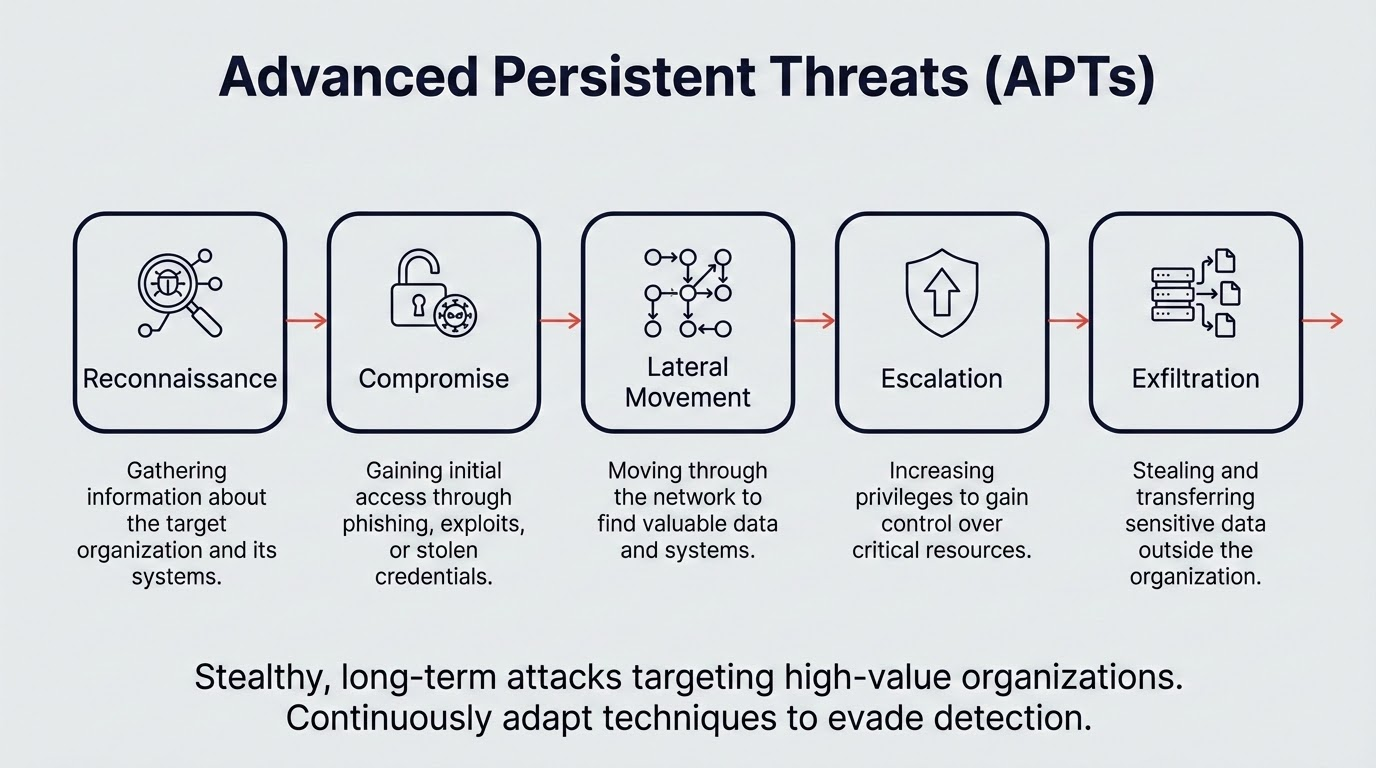 Advanced Persistent Threats (APTs)
Reconnaissance
Gathering
information about
the target
organization and its
systems.
Compromise
Gaining initial
access through
phishing, exploits,
or stolen
credentials.
Lateral
Movement
Moving through
the network to
find valuable data
and systems.
Escalation
Increasing
privileges to gain
control over
critical resources.
Exfiltration
Stealing and
transferring
sensitive data
outside the
organization.
Stealthy, long-term attacks targeting high-value organizations.
Continuously adapt techniques to evade detection.